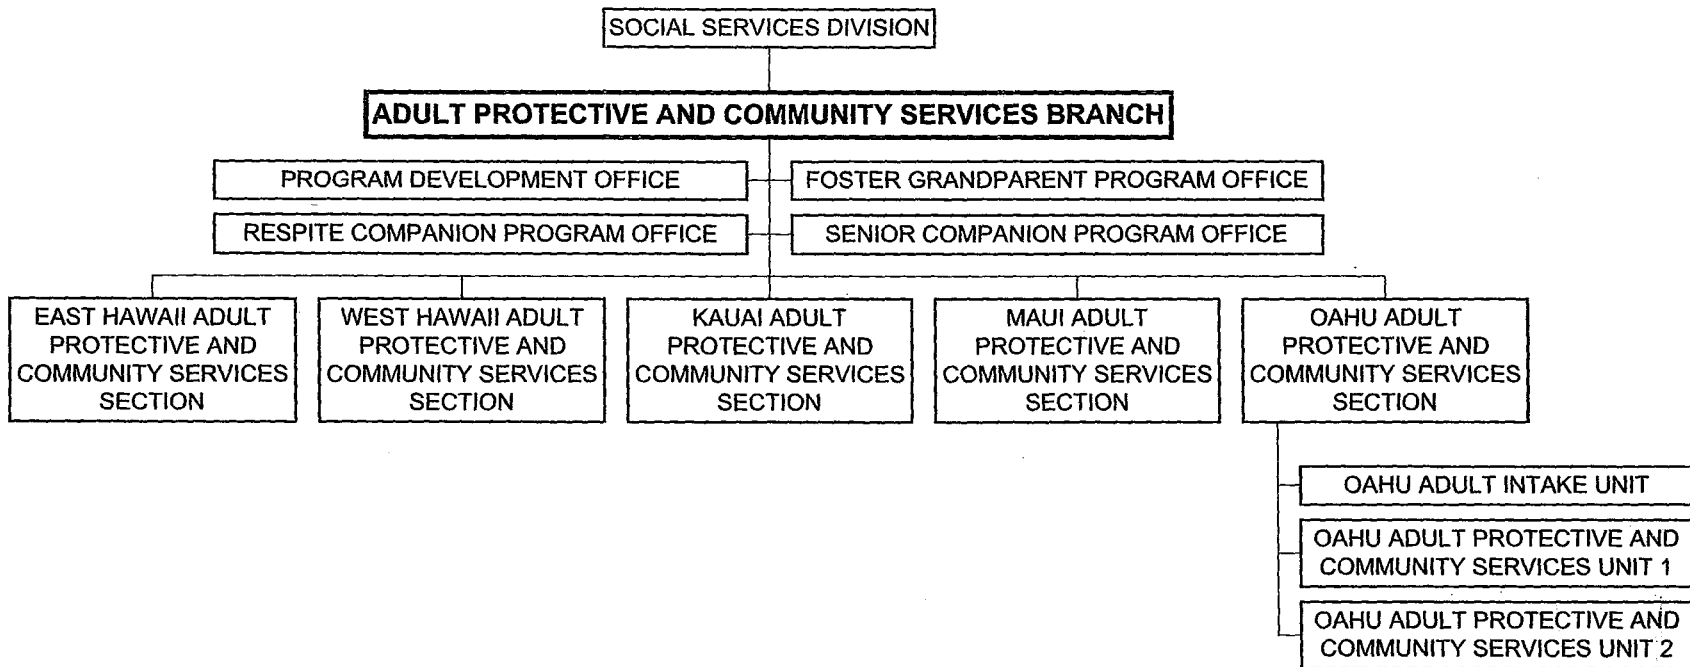 SOCIAL SERVICES DIVISION
ADULT PROTECTIVE AND COMMUNITY SERVICES BRANCH
PROGRAM DEVELOPMENT OFFICE
FOSTER GRANDPARENT PROGRAM OFFICE
RESPITE COMPANION PROGRAM OFFICE
SENIOR COMPANION PROGRAM OFFICE
EAST HAWAII ADULT
PROTECTIVE AND
COMMUNITY SERVICES
SECTION
WEST HAWAII ADULT
PROTECTIVE AND
COMMUNITY SERVICES
SECTION
KAUAI ADULT
PROTECTIVE AND
COMMUNITY SERVICES
SECTION
MAUI ADULT
PROTECTIVE AND
COMMUNITY SERVICES
SECTION
OAHU ADULT
PROTECTIVE AND
COMMUNITY SERVICES
SECTION
OAHU ADULT INTAKE UNIT
OAHU ADULT PROTECTIVE AND
COMMUNITY SERVICES UNIT 1
OAHU ADULT PROTECTIVE AND
COMMUNITY SERVICES UNIT 2